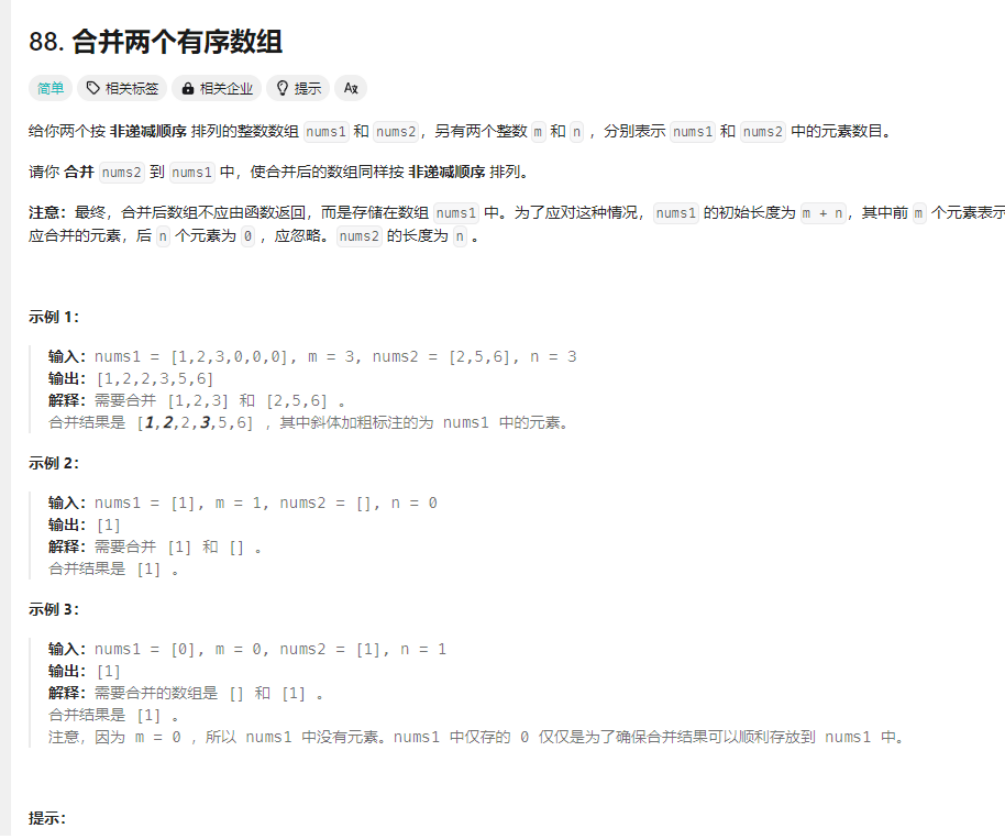 88. 合并两个有序数组
简单 相关标签 相关企业 提示 Aあ
给你两个按 非递减顺序 排列的整数数组 nums1 和 nums2，另有两个整数 m 和 n ，分别表示 nums1 和 nums2 中的元素数目。
请你 合并 nums2 到 nums1 中，使合并后的数组同样按 非递减顺序 排列。
注意：最终，合并后数组不应由函数返回，而是存储在数组 nums1 中。为了应对这种情况，nums1 的初始长度为 m + n，其中前 m 个元素表示
应合并的元素，后 n 个元素为 0 ，应忽略。nums2 的长度为 n 。
示例 1：
输入：nums1 = [1,2,3,0,0,0], m = 3, nums2 = [2,5,6], n = 3
输出：[1,2,2,3,5,6]
解释：需要合并 [1,2,3] 和 [2,5,6] 。
合并结果是 [1,2,2,3,5,6] ，其中斜体加粗标注的为 nums1 中的元素。
示例 2：
输入：nums1 = [1], m = 1, nums2 = [], n = 0
输出：[1]
解释：需要合并 [1] 和 [] 。
合并结果是 [1] 。
示例 3：
输入：nums1 = [0], m = 0, nums2 = [1], n = 1
输出：[1]
解释：需要合并的数组是 [] 和 [1] 。
合并结果是 [1] 。
注意，因为 m = 0 ，所以 nums1 中没有元素。nums1 中仅存的 0 仅仅是为了确保合并结果可以顺利存放到 nums1 中。
提示：